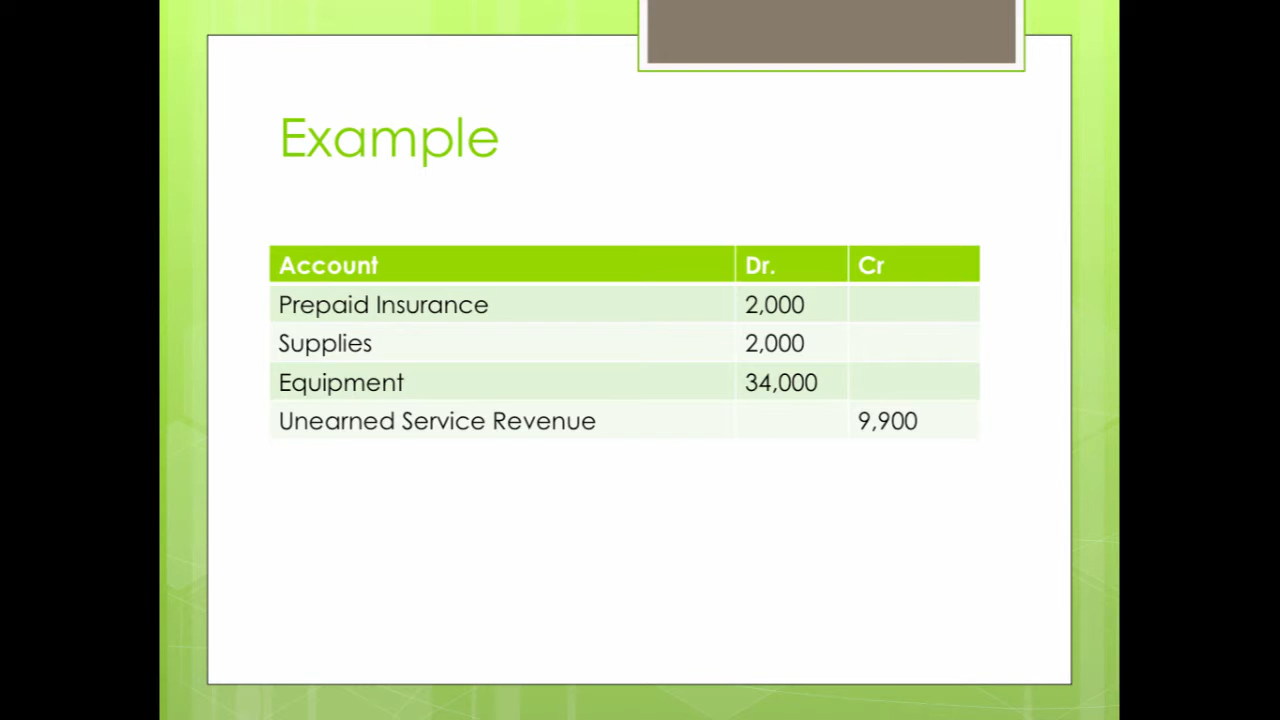 Example
Account Dr. Cr
Prepaid Insurance 2,000
Supplies 2,000
Equipment 34,000
Unearned Service Revenue 9,900